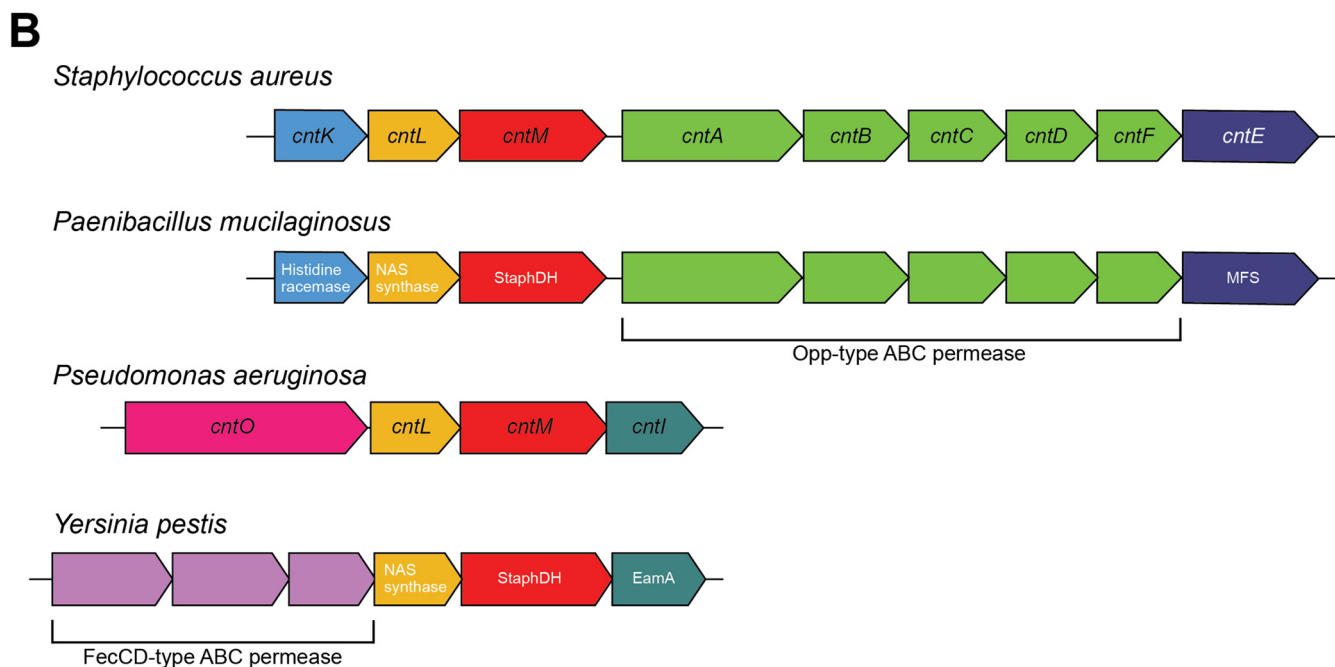 B
Staphylococcus aureus
cntK cntL cntM cntA cntB cntC cntD cntF cntE
Paenibacillus mucilaginosus
Histidine racemase NAS synthase StaphDH MFS
Opp-type ABC permease
Pseudomonas aeruginosa
cntO cntL cntM cntI
Yersinia pestis
NAS synthase StaphDH EamA
FecCD-type ABC permease